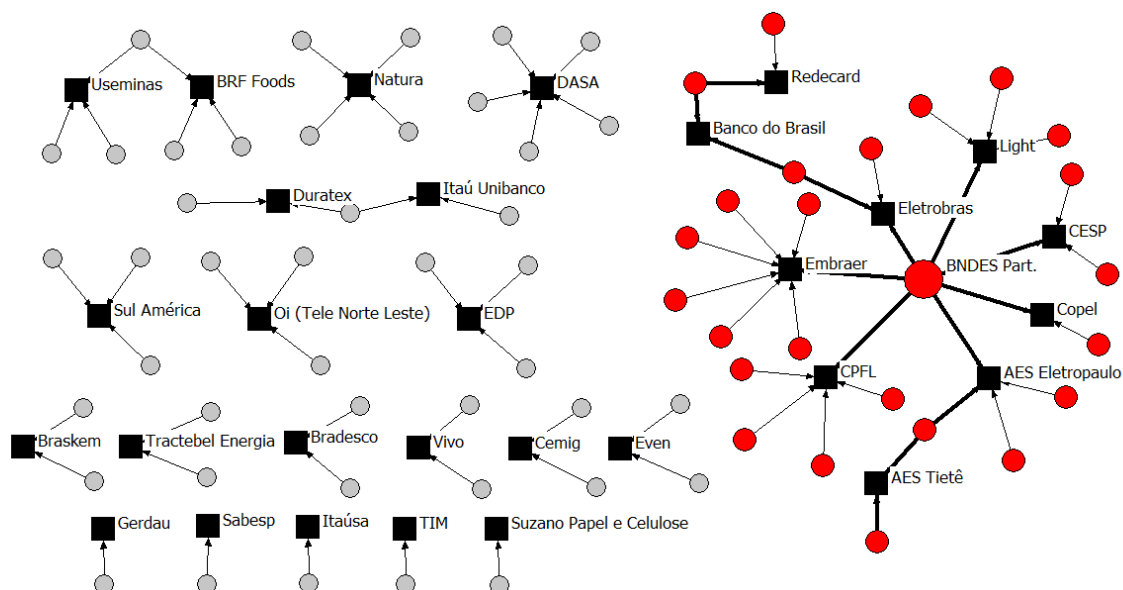 Useminas
BRF Foods
Natura
DASA
Redecard
Banco do Brasil
Light
Duratex
Itaú Unibanco
Eletrobras
CESP
Embraer
BNDES Part.
Sul América
Oi (Tele Norte Leste)
EDP
Copel
CPFL
AES Eletropaulo
Braskem
Tractebel Energia
Bradesco
Vivo
Cemig
Even
AES Tietê
Gerdau
Sabesp
Itaúsa
TIM
Suzano Papel e Celulose